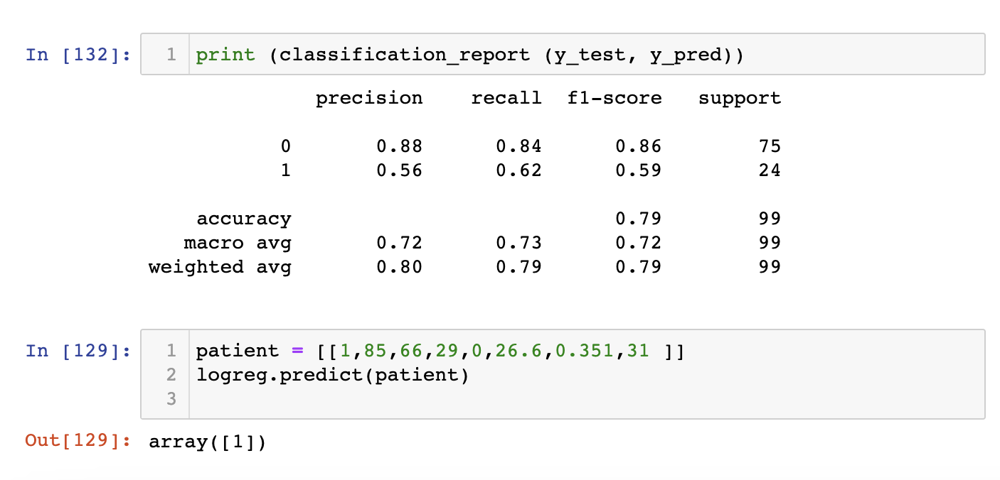 In [132]: 1 print (classification_report (y_test, y_pred))
precision recall f1-score support
0 0.88 0.84 0.86 75
1 0.56 0.62 0.59 24
accuracy 0.79 99
macro avg 0.72 0.73 0.72 99
weighted avg 0.80 0.79 0.79 99
In [129]: 1 patient = [[1,85,66,29,0,26.6,0.351,31 ]]
2 logreg.predict(patient)
3
Out[129]: array([1])